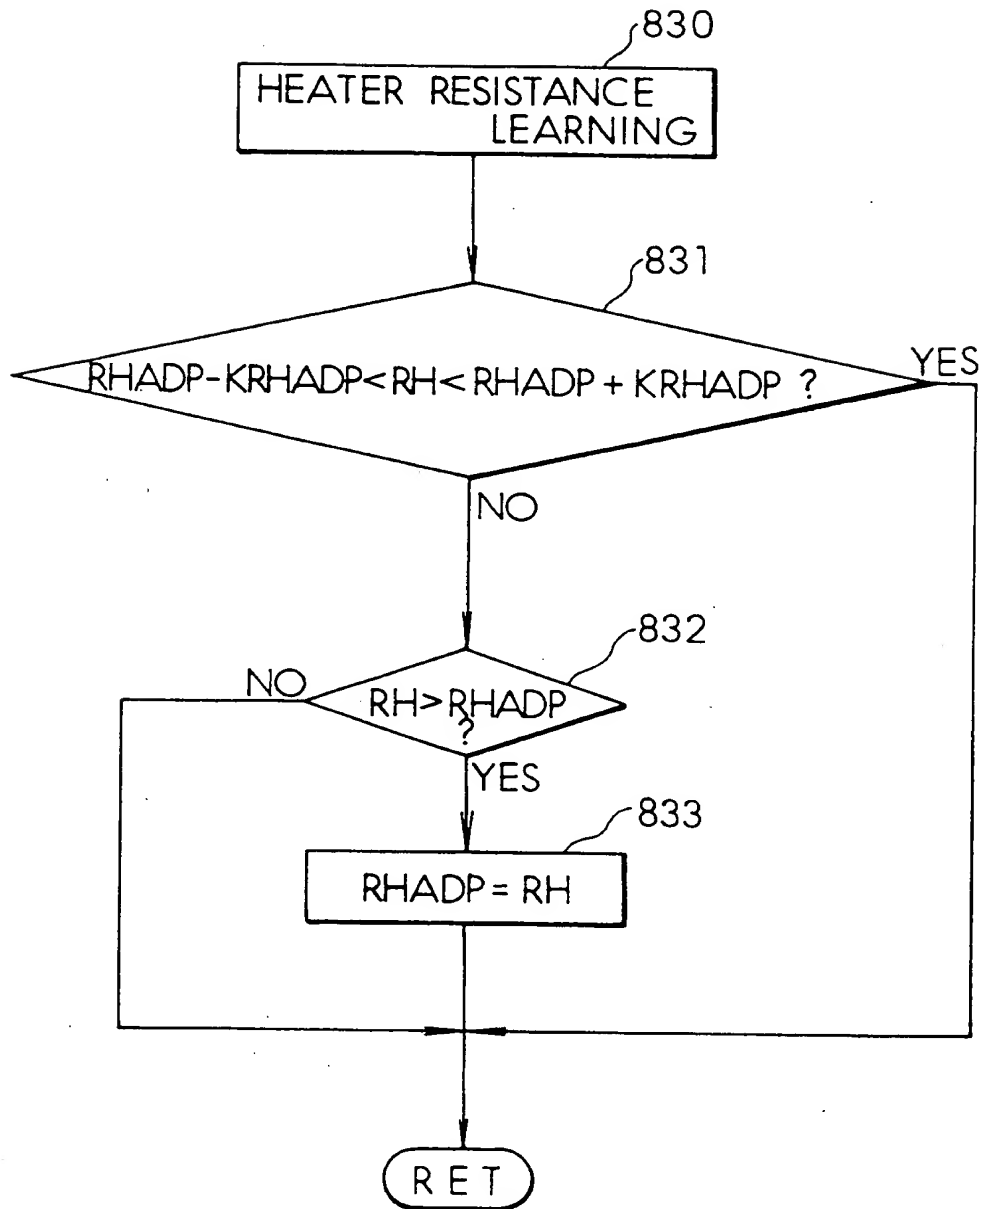 830
HEATER RESISTANCE
LEARNING
831
RHADP-KRHADP<RH<RHADP + KRHADP ?
YES
NO
832
NO
RH>RHADP
?
YES
833
RHADP = RH
RET